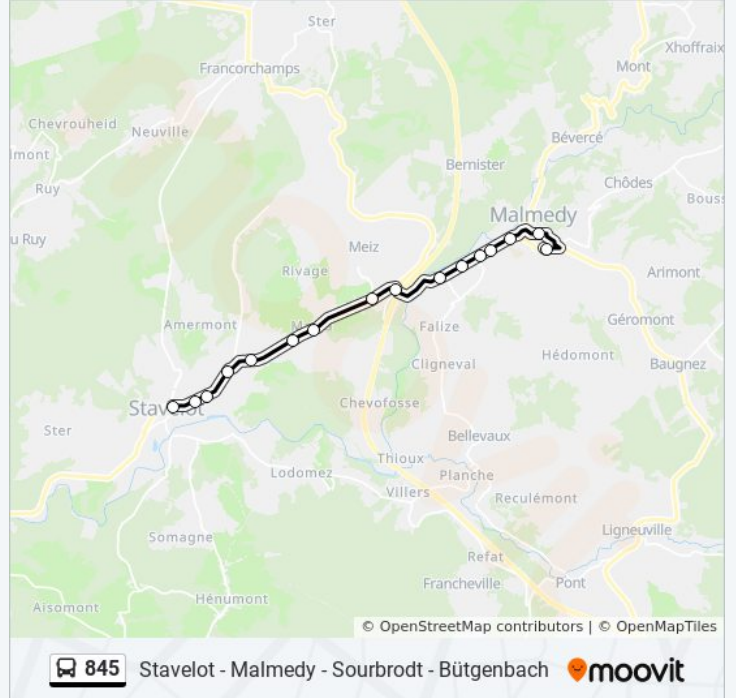 Ster
Xhoffraix
Francorchamps
Mont
Chevrouheid
Neuville
Bévercé
lmont
Bernister
Ruy
Chôdes
Bouss
Malmedy
u Ruy
Meiz
Rivage
Arimont
Amermont
Géromont
Falize
Hédomont
Cligneval
Baugnez
Chevofosse
Stavelot
Ster
Bellevaux
Thioux
Lodomez
Planche
Villers
Reculémont
Ligneuville
Somagne
Refat
Francheville
Pont
Hénumont
Aisomont
© OpenStreetMap contributors | © OpenMapTiles
845 Stavelot - Malmedy - Sourbrodt - Bütgenbach moovit